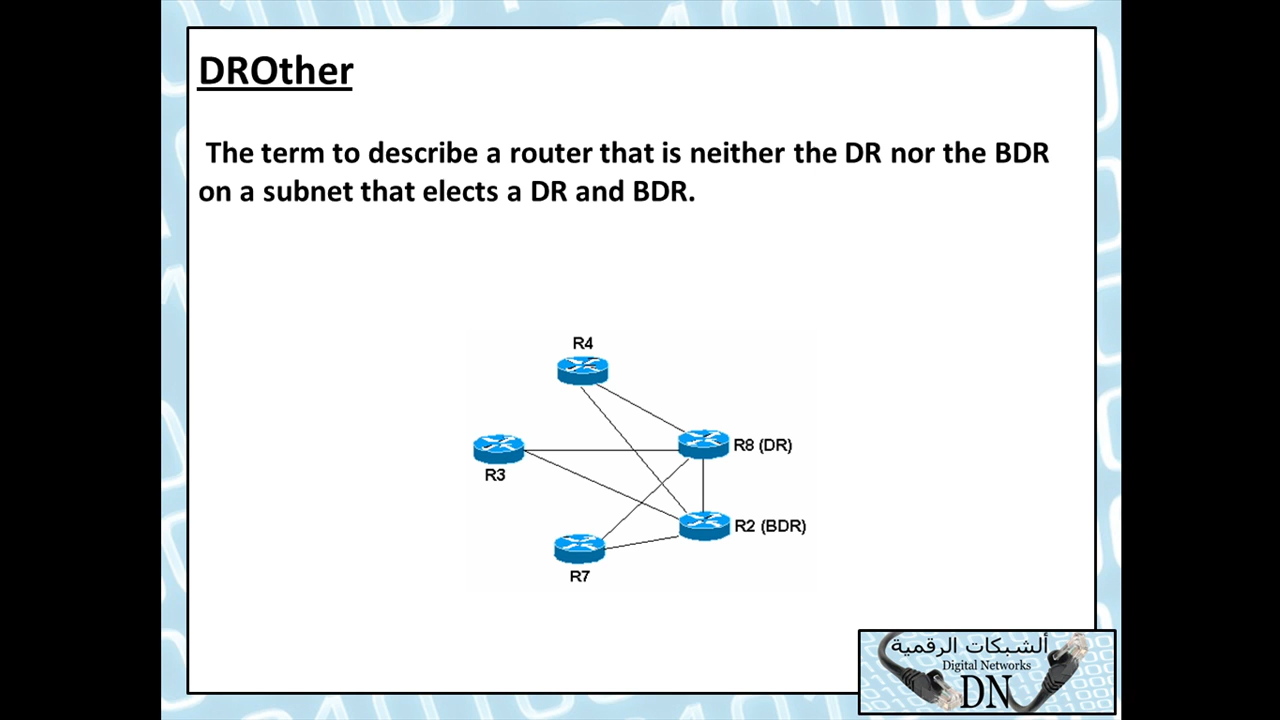 DROther
The term to describe a router that is neither the DR nor the BDR
on a subnet that elects a DR and BDR.
R4
R8 (DR)
R3
R2 (BDR)
R7
ألشبكات الرقمية
Digital Networks
DN